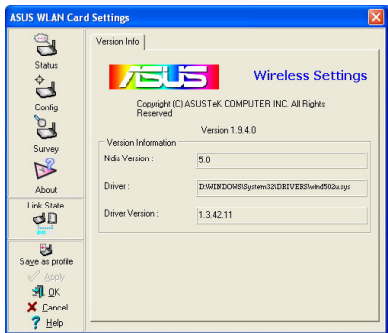 ASUS WLAN Card Settings
Status
Config
Survey
About
Link State
Save as profile
Apply
OK
Cancel
Help
Version Info
ASUS
Wireless Settings
Copyright (C) ASUSTeK COMPUTER INC. All Rights
Reserved
Version 1.9.4.0
Version Information
Ndis Version :
5.0
Driver :
D:\WINDOWS\System32\DRIVERS\wlnd502u.sys
Driver Version :
1.3.42.11